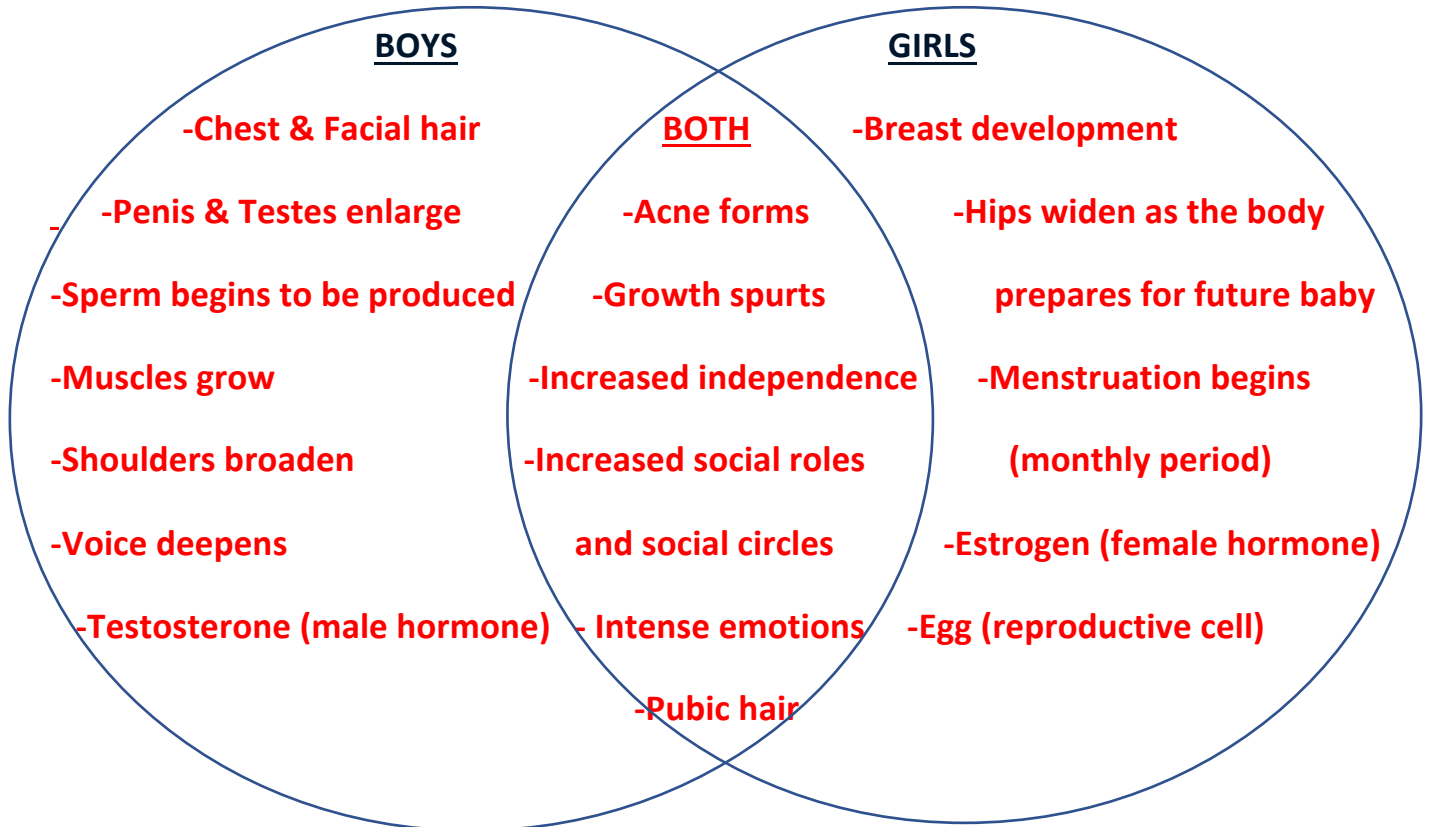 BOYS
-Chest & Facial hair
-Penis & Testes enlarge
-Sperm begins to be produced
-Muscles grow
-Shoulders broaden
-Voice deepens
-Testosterone (male hormone)
BOTH
-Acne forms
-Growth spurts
-Increased independence
-Increased social roles
and social circles
- Intense emotions
-Pubic hair
GIRLS
-Breast development
-Hips widen as the body
prepares for future baby
-Menstruation begins
(monthly period)
-Estrogen (female hormone)
-Egg (reproductive cell)